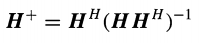 H⁺ = Hᴴ(HHᴴ)⁻¹